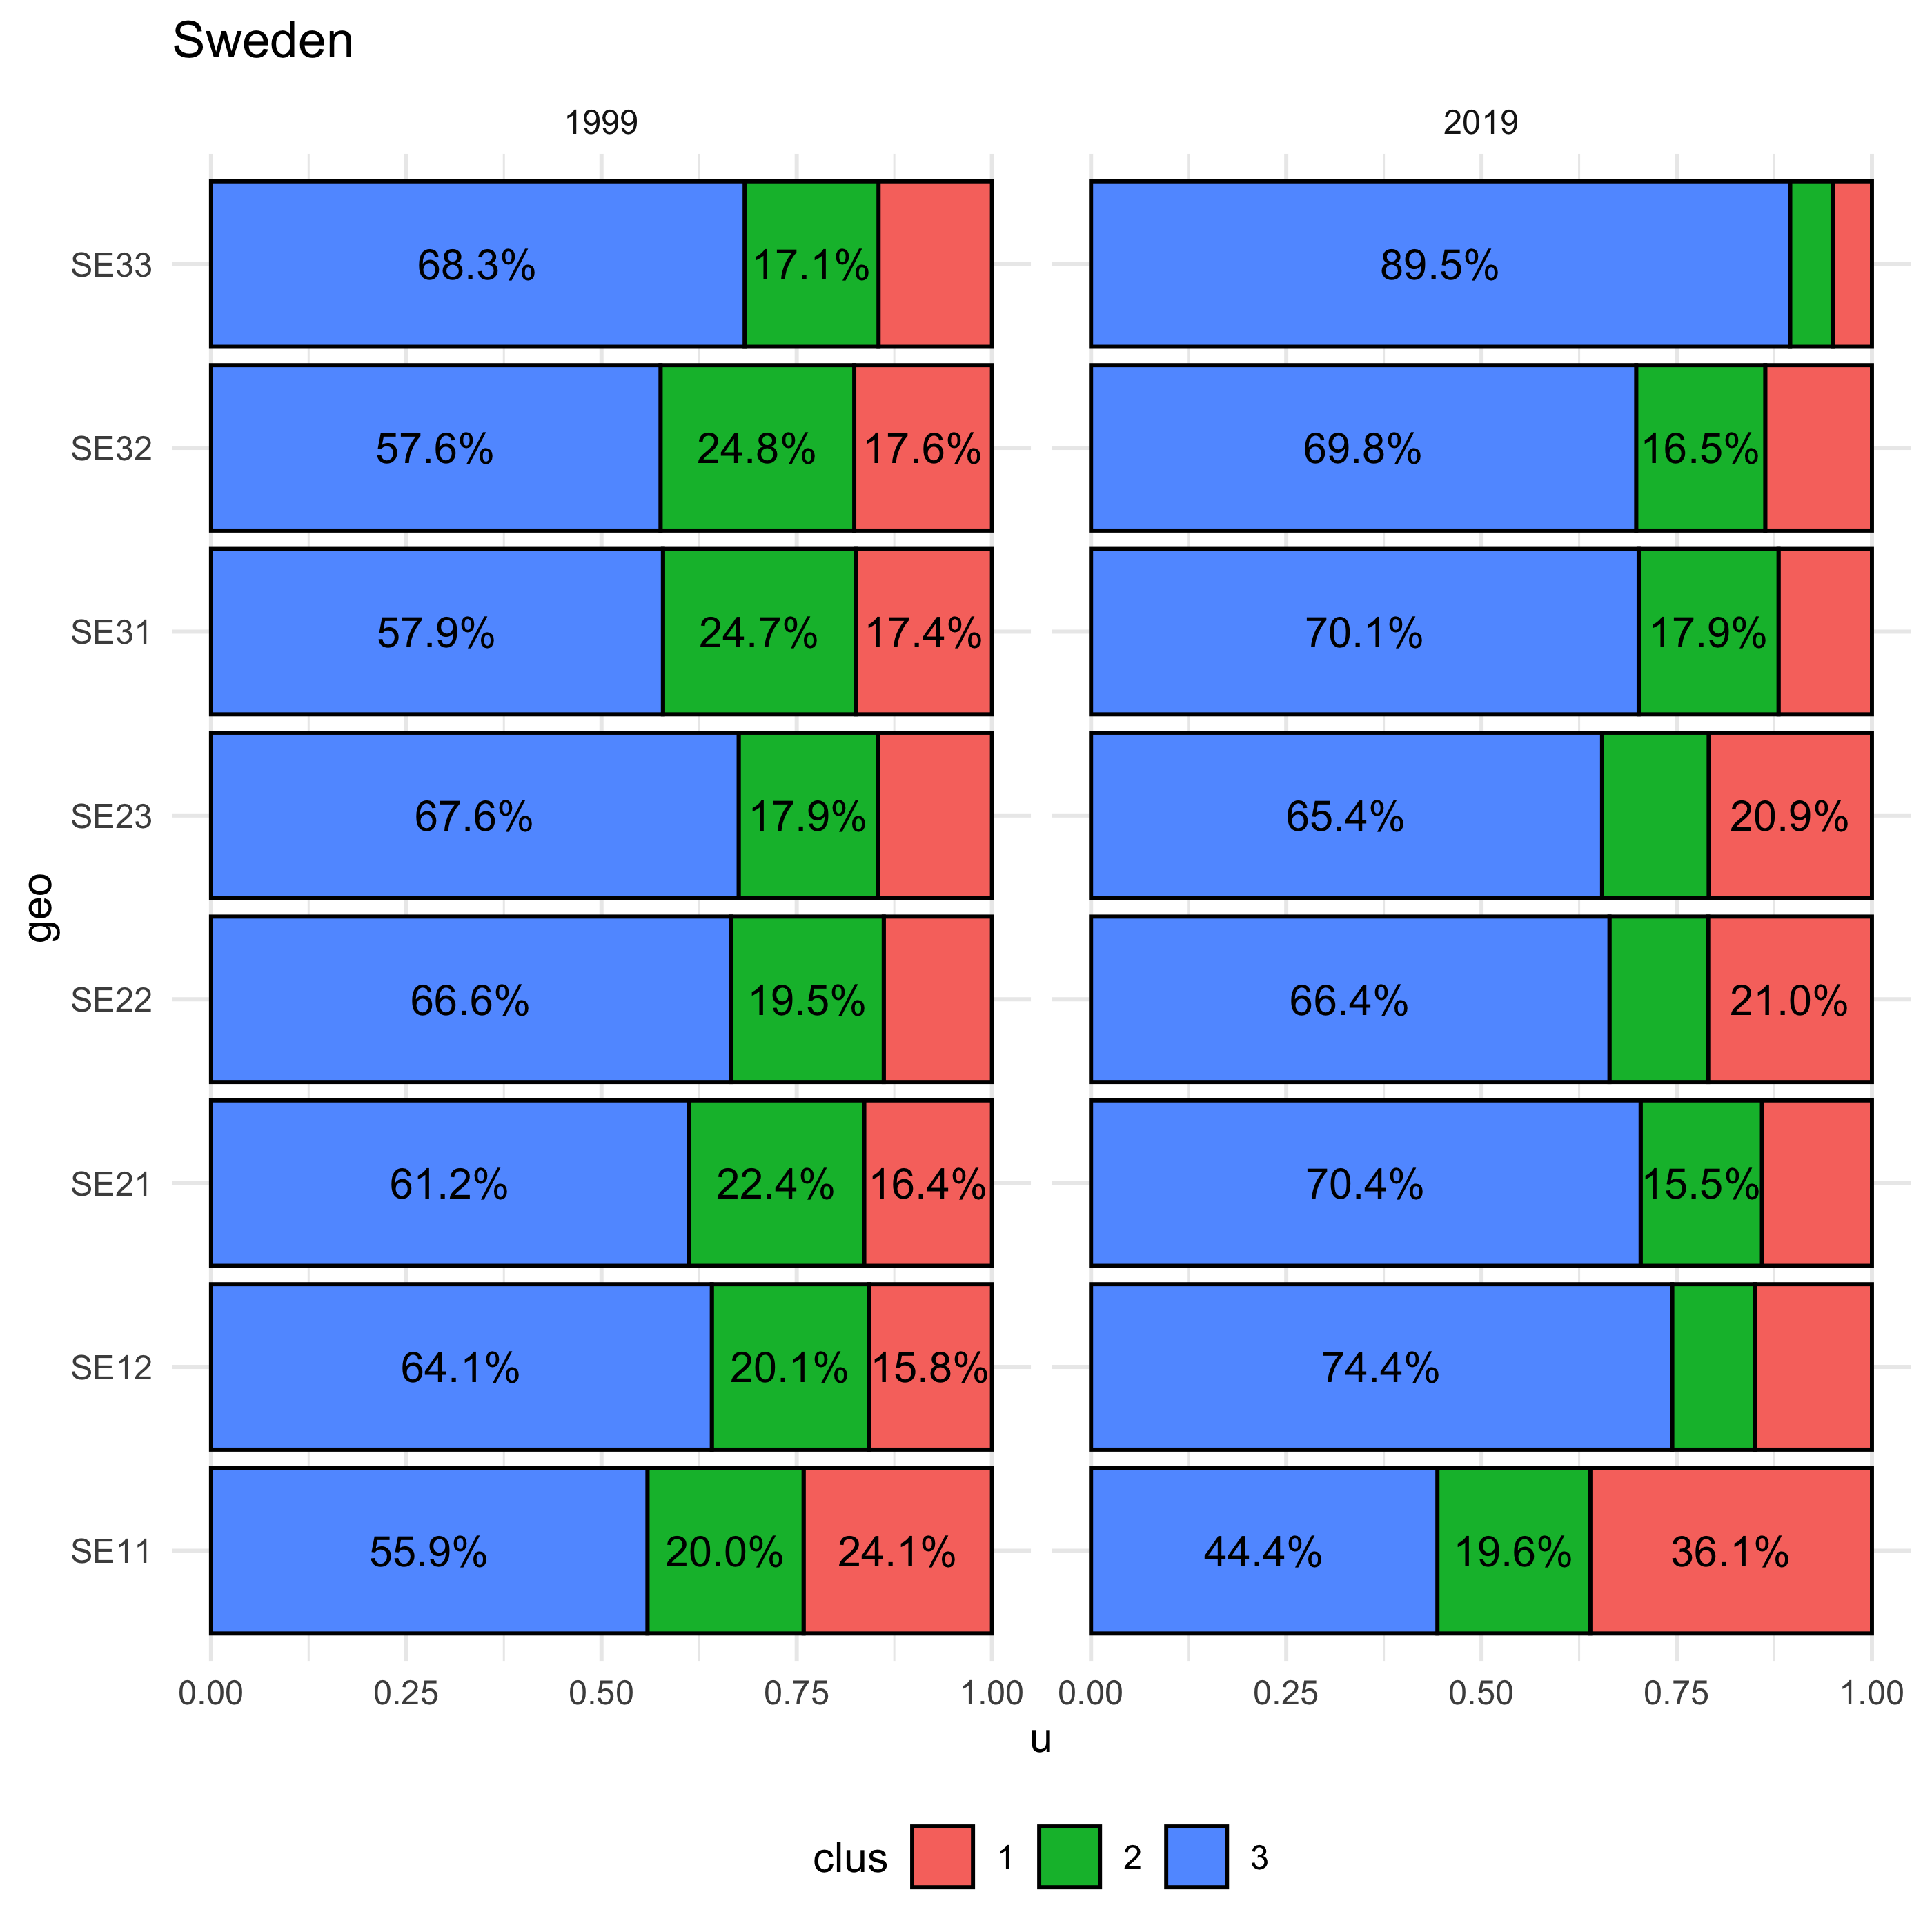 Sweden
1999 2019
SE33 68.3% 17.1% 89.5%
SE32 57.6% 24.8% 17.6% 69.8% 16.5%
SE31 57.9% 24.7% 17.4% 70.1% 17.9%
SE23 67.6% 17.9% 65.4% 20.9%
geo
SE22 66.6% 19.5% 66.4% 21.0%
SE21 61.2% 22.4% 16.4% 70.4% 15.5%
SE12 64.1% 20.1% 15.8% 74.4%
SE11 55.9% 20.0% 24.1% 44.4% 19.6% 36.1%
0.00 0.25 0.50 0.75 1.00 0.00 0.25 0.50 0.75 1.00
u
clus 1 2 3